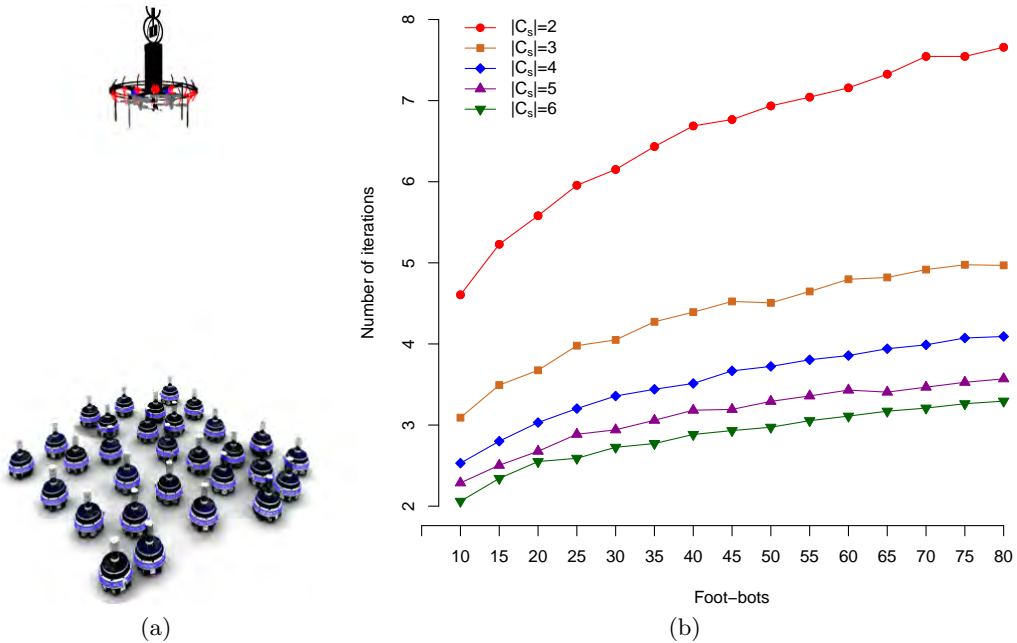 |Cs|=2
|Cs|=3
|Cs|=4
|Cs|=5
|Cs|=6
8
7
6
5
4
3
2
Number of iterations
10 15 20 25 30 35 40 45 50 55 60 65 70 75 80
Foot-bots
(a)
(b)